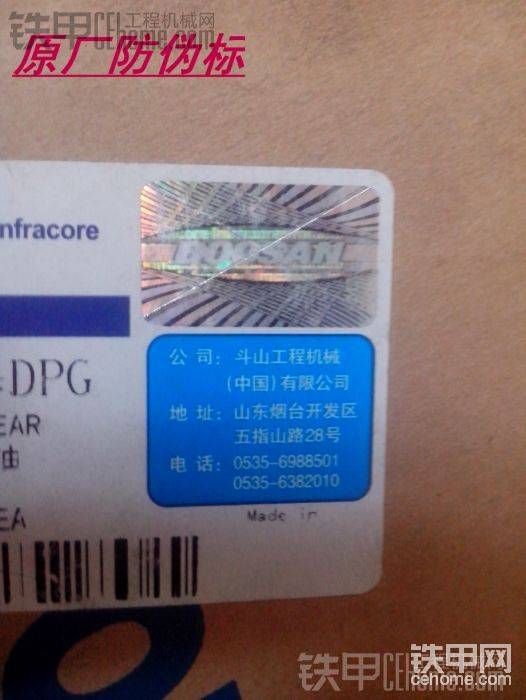 铁甲 工程机械网
cehome.com
原厂防伪标
nfracore
DOOSAN
DPG
EAR
油
EA
公 司: 斗山工程机械
(中国)有限公司
地 址: 山东烟台开发区
五指山路28号
电 话: 0535-6988501
0535-6382010
Made in
铁甲网
cehome.com